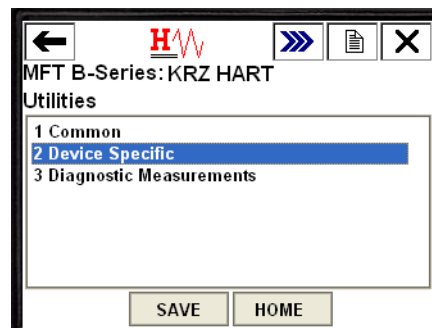 H
MFT B-Series: KRZ HART
Utilities
1 Common
2 Device Specific
3 Diagnostic Measurements
SAVE HOME